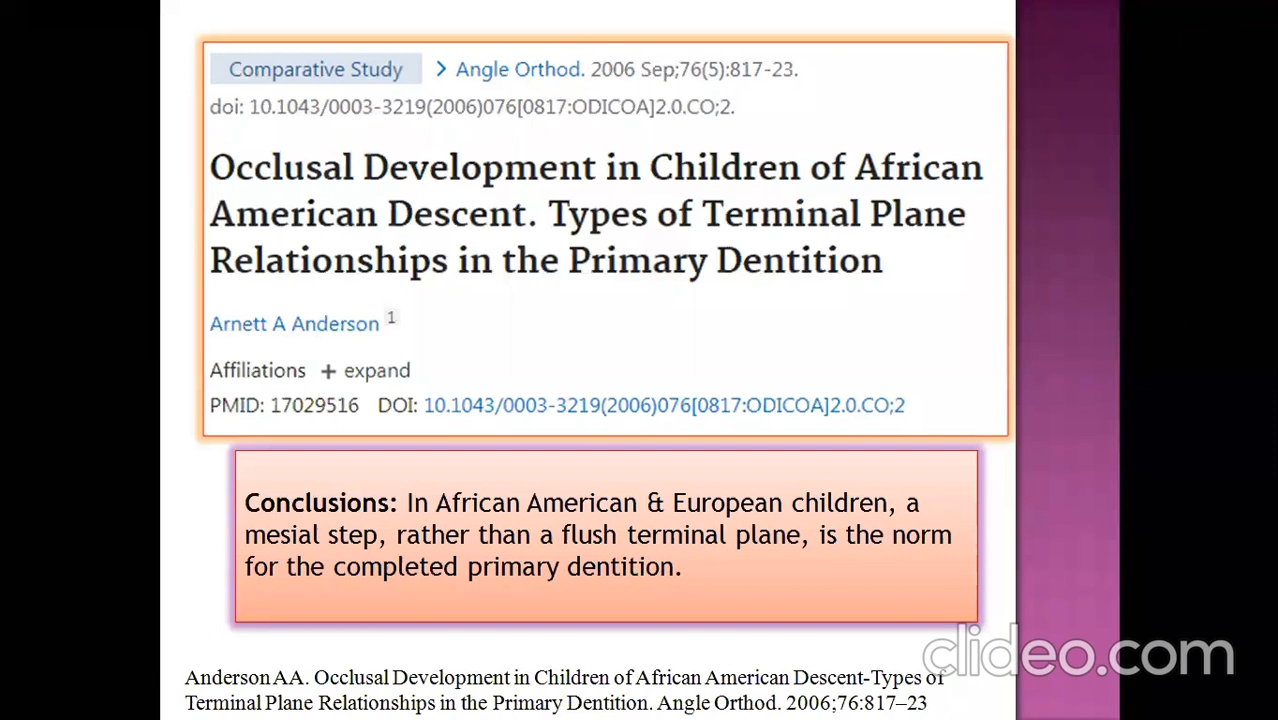 Comparative Study > Angle Orthod. 2006 Sep;76(5):817-23.
doi: 10.1043/0003-3219(2006)076[0817:ODICOA]2.0.CO;2.
Occlusal Development in Children of African
American Descent. Types of Terminal Plane
Relationships in the Primary Dentition
Arnett A Anderson 1
Affiliations + expand
PMID: 17029516 DOI: 10.1043/0003-3219(2006)076[0817:ODICOA]2.0.CO;2
Conclusions: In African American & European children, a
mesial step, rather than a flush terminal plane, is the norm
for the completed primary dentition.
clideo.com
Anderson AA. Occlusal Development in Children of African American Descent-Types of
Terminal Plane Relationships in the Primary Dentition. Angle Orthod. 2006;76:817–23